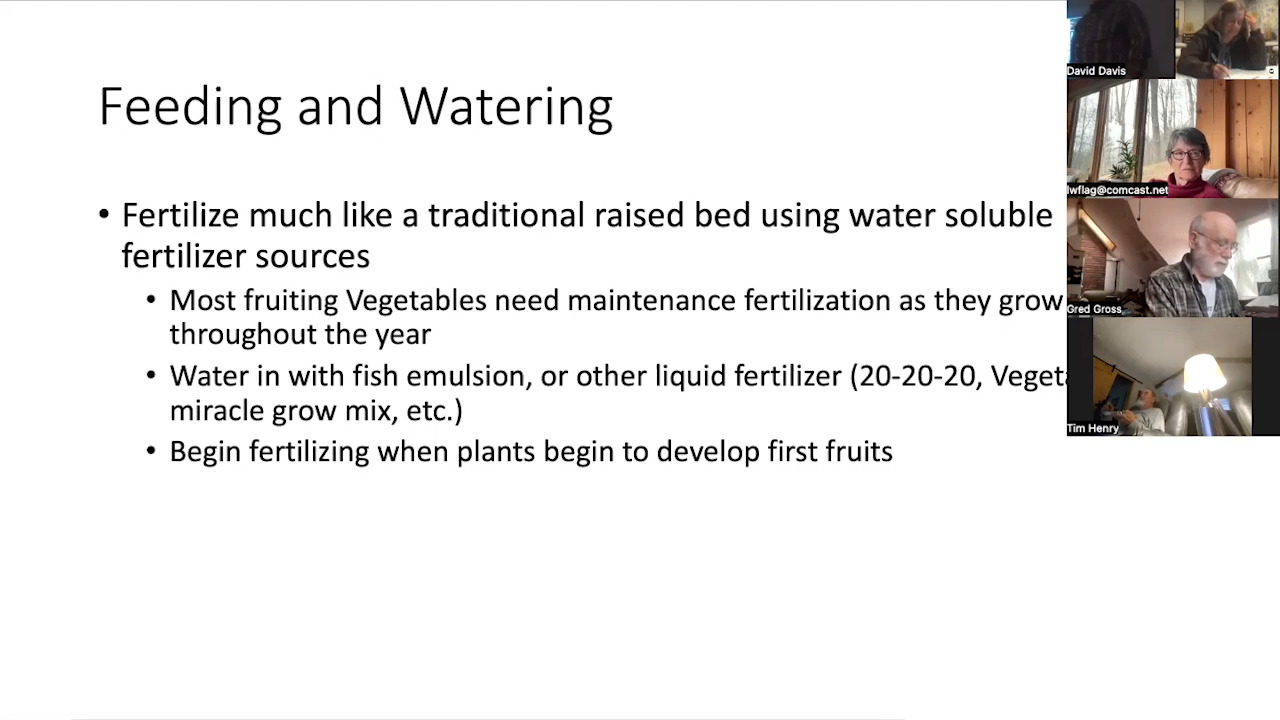 Feeding and Watering
• Fertilize much like a traditional raised bed using water soluble
fertilizer sources
• Most fruiting Vegetables need maintenance fertilization as they grow
throughout the year
• Water in with fish emulsion, or other liquid fertilizer (20-20-20,
miracle grow mix, etc.)
• Begin fertilizing when plants begin to develop first fruits
David Davis
lwflag@comcast.net
Gred Gross
Tim Henry